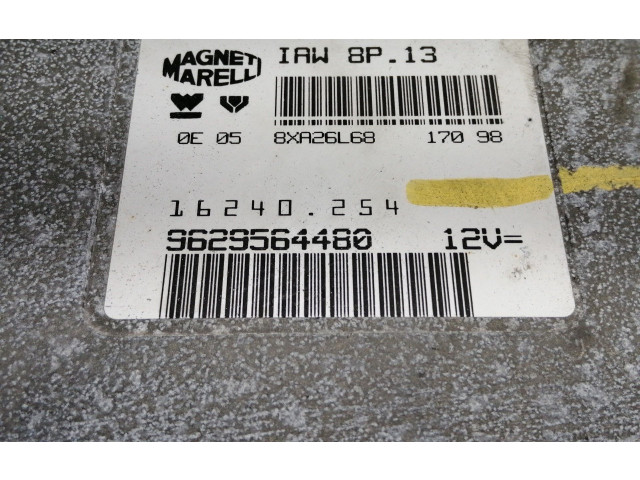 MAGNETI MARELLI IAW 8P.13
0E 05 8XA26L68 170 98
16240.254
9629564480 12V=